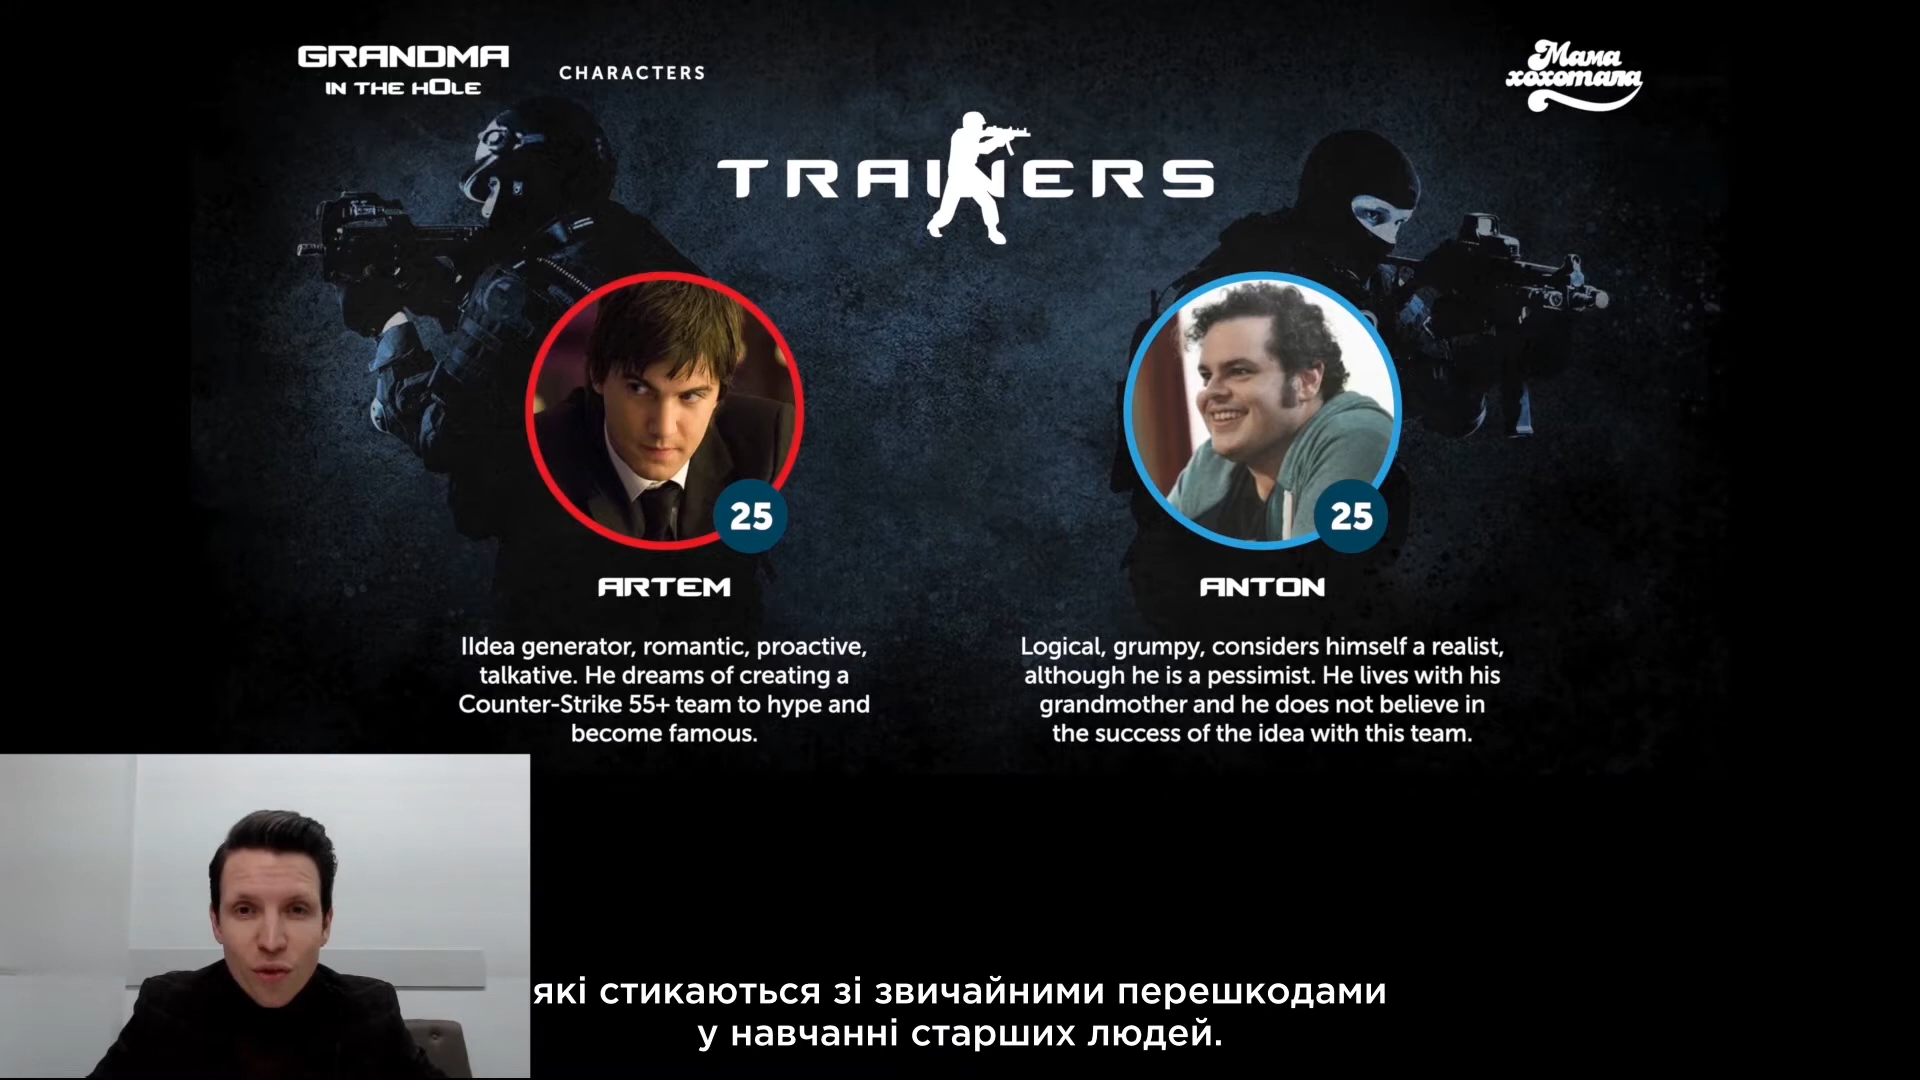 GRANDMA
IN THE HOLE
CHARACTERS
Мама
хохотала
TRAINERS
25
25
ARTEM
ANTON
IIdea generator, romantic, proactive,
talkative. He dreams of creating a
Counter-Strike 55+ team to hype and
become famous.
Logical, grumpy, considers himself a realist,
although he is a pessimist. He lives with his
grandmother and he does not believe in
the success of the idea with this team.
які стикаються зі звичайними перешкодами
у навчанні старших людей.